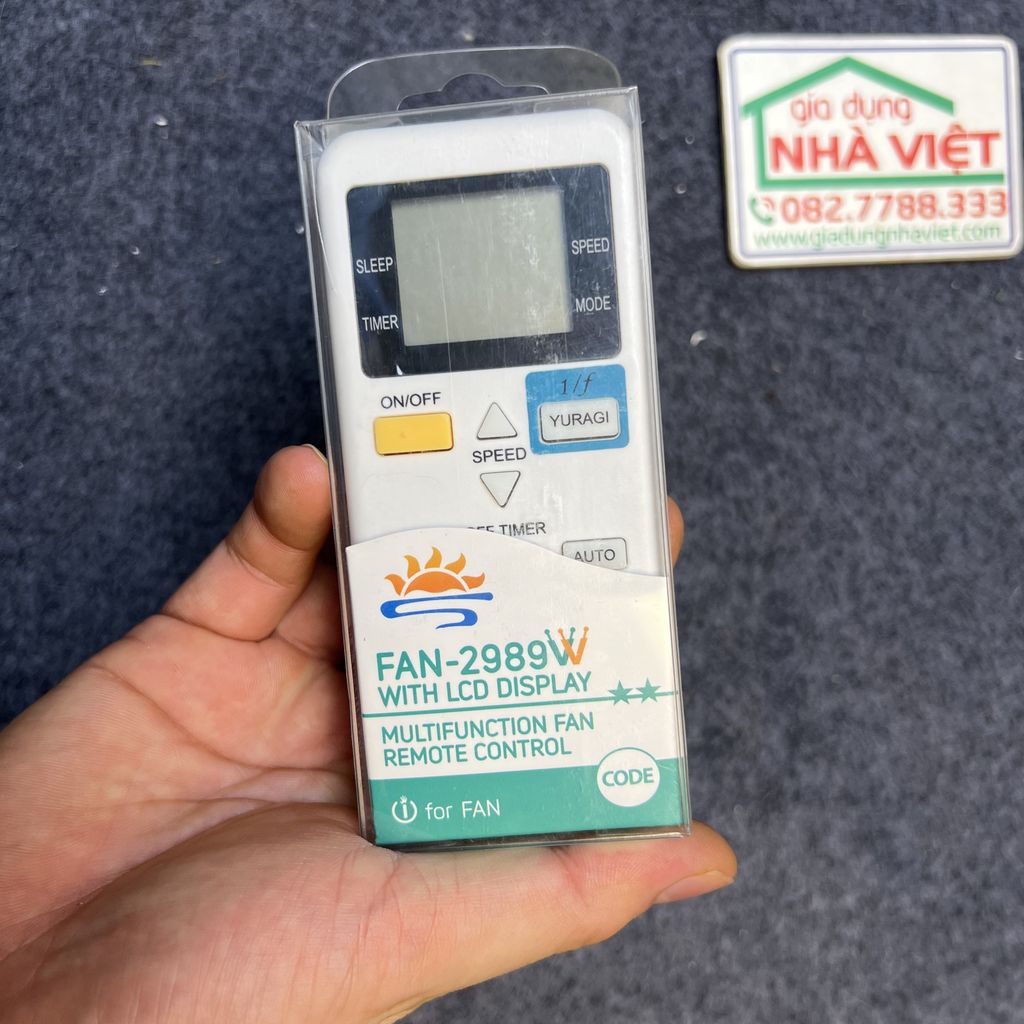 gia dụng
NHÀ VIỆT
082.7788.333
www.giadungnhaviet.com
SPEED
SLEEP
MODE
TIMER
1/f
ON/OFF
YURAGI
SPEED
TIMER
AUTO
FAN-2989W
WITH LCD DISPLAY
MULTIFUNCTION FAN
REMOTE CONTROL
CODE
for FAN